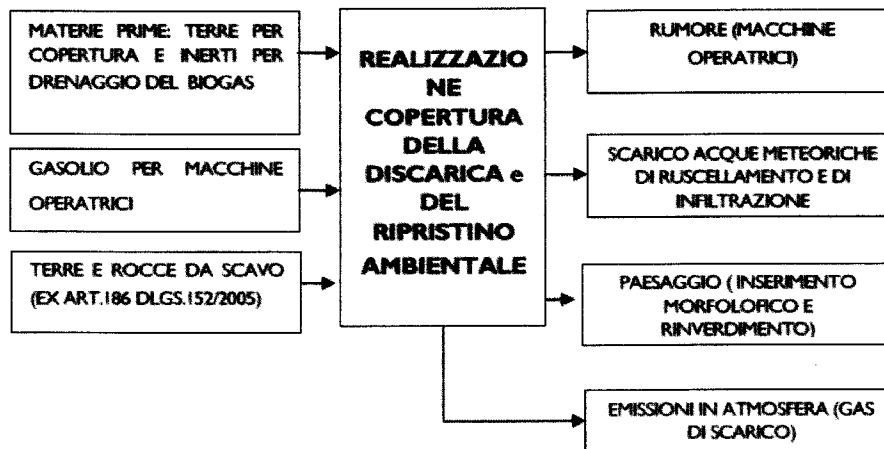 MATERIE PRIME: TERRE PER
COPERTURA E INERTI PER
DRENAGGIO DEL BIOGAS
GASOLIO PER MACCHINE
OPERATRICI
TERRE E ROCCE DA SCAVO
(EX ART.186 DLGS.152/2005)
REALIZZAZIO
NE
COPERTURA
DELLA
DISCARICA e
DEL
RIPRISTINO
AMBIENTALE
RUMORE (MACCHINE
OPERATRICI)
SCARICO ACQUE METEORICHE
DI RUSCELLAMENTO E DI
INFILTRAZIONE
PAESAGGIO ( INSERIMENTO
MORFOLOFICO E
RINVERDIMENTO)
EMISSIONI IN ATMOSFERA (GAS
DI SCARICO)